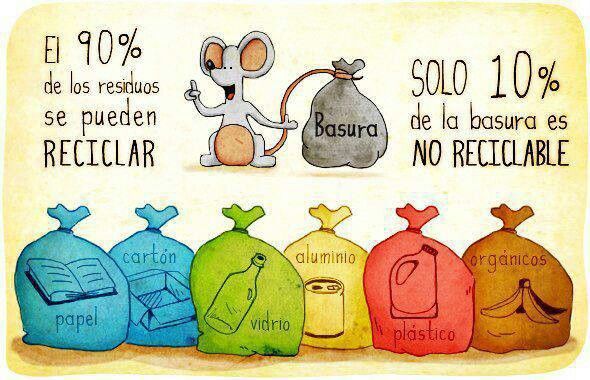 El 90%
de los residuos
se pueden
RECICLAR
Basura
SOLO 10%
de la basura es
NO RECICLABLE
papel
cartón
vidrio
aluminio
plástico
orgánicos